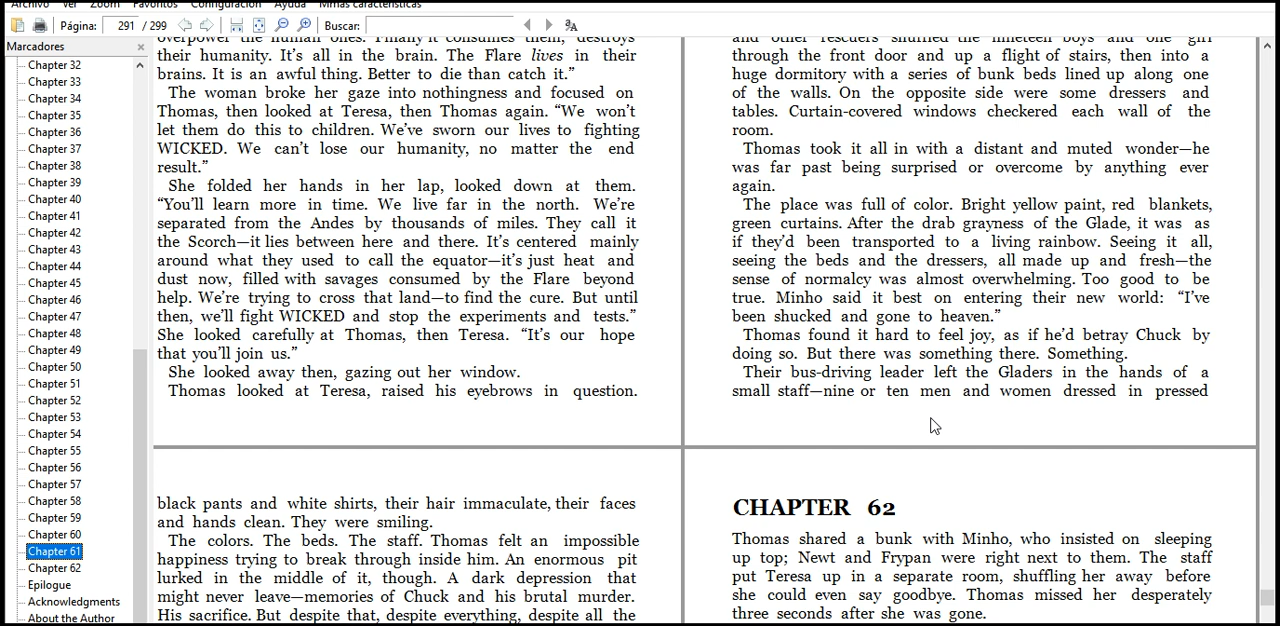 Archivo Ver Zoom Favoritos Configuración Ayuda Mimas características
Página: 291 / 299 Buscar:
Marcadores
Chapter 32
Chapter 33
Chapter 34
Chapter 35
Chapter 36
Chapter 37
Chapter 38
Chapter 39
Chapter 40
Chapter 41
Chapter 42
Chapter 43
Chapter 44
Chapter 45
Chapter 46
Chapter 47
Chapter 48
Chapter 49
Chapter 50
Chapter 51
Chapter 52
Chapter 53
Chapter 54
Chapter 55
Chapter 56
Chapter 57
Chapter 58
Chapter 59
Chapter 60
Chapter 61
Chapter 62
Epilogue
Acknowledgments
About the Author
overpower the human ones. Finally it consumes them, destroys
their humanity. It’s all in the brain. The Flare lives in their
brains. It is an awful thing. Better to die than catch it.”
The woman broke her gaze into nothingness and focused on
Thomas, then looked at Teresa, then Thomas again. “We won’t
let them do this to children. We’ve sworn our lives to fighting
WICKED. We can’t lose our humanity, no matter the end
result.”
She folded her hands in her lap, looked down at them.
“You’ll learn more in time. We live far in the north. We’re
separated from the Andes by thousands of miles. They call it
the Scorch—it lies between here and there. It’s centered mainly
around what they used to call the equator—it’s just heat and
dust now, filled with savages consumed by the Flare beyond
help. We’re trying to cross that land—to find the cure. But until
then, we’ll fight WICKED and stop the experiments and tests.”
She looked carefully at Thomas, then Teresa. “It’s our hope
that you’ll join us.”
She looked away then, gazing out her window.
Thomas looked at Teresa, raised his eyebrows in question.
and other rescuers shuffled the nineteen boys and one girl
through the front door and up a flight of stairs, then into a
huge dormitory with a series of bunk beds lined up along one
of the walls. On the opposite side were some dressers and
tables. Curtain-covered windows checkered each wall of the
room.
Thomas took it all in with a distant and muted wonder—he
was far past being surprised or overcome by anything ever
again.
The place was full of color. Bright yellow paint, red blankets,
green curtains. After the drab grayness of the Glade, it was as
if they’d been transported to a living rainbow. Seeing it all,
seeing the beds and the dressers, all made up and fresh—the
sense of normalcy was almost overwhelming. Too good to be
true. Minho said it best on entering their new world: “I’ve
been shucked and gone to heaven.”
Thomas found it hard to feel joy, as if he’d betray Chuck by
doing so. But there was something there. Something.
Their bus-driving leader left the Gladers in the hands of a
small staff—nine or ten men and women dressed in pressed
black pants and white shirts, their hair immaculate, their faces
and hands clean. They were smiling.
The colors. The beds. The staff. Thomas felt an impossible
happiness trying to break through inside him. An enormous pit
lurked in the middle of it, though. A dark depression that
might never leave—memories of Chuck and his brutal murder.
His sacrifice. But despite that, despite everything, despite all the
CHAPTER 62
Thomas shared a bunk with Minho, who insisted on sleeping
up top; Newt and Frypan were right next to them. The staff
put Teresa up in a separate room, shuffling her away before
she could even say goodbye. Thomas missed her desperately
three seconds after she was gone.